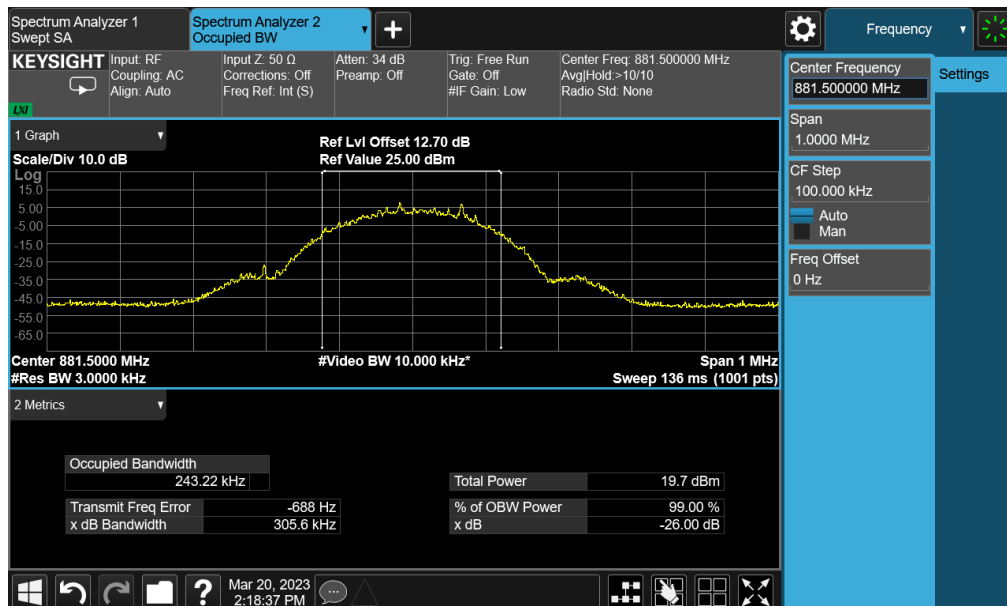 Spectrum Analyzer 1
Swept SA
Spectrum Analyzer 2
Occupied BW
Frequency
KEYSIGHT
Input: RF
Coupling: AC
Align: Auto
Input Z: 50 Ω
Corrections: Off
Freq Ref: Int (S)
Atten: 34 dB
Preamp: Off
Trig: Free Run
Gate: Off
#IF Gain: Low
Center Freq: 881.500000 MHz
Avg|Hold:>10/10
Radio Std: None
LXI
Center Frequency
881.500000 MHz
Settings
Span
1.0000 MHz
CF Step
100.000 kHz
Auto
Man
Freq Offset
0 Hz
1 Graph
Scale/Div 10.0 dB
Ref Lvl Offset 12.70 dB
Ref Value 25.00 dBm
Log
15.0
5.00
-5.00
-15.0
-25.0
-35.0
-45.0
-55.0
-65.0
Center 881.5000 MHz
#Video BW 10.000 kHz*
Span 1 MHz
#Res BW 3.0000 kHz
Sweep 136 ms (1001 pts)
2 Metrics
Occupied Bandwidth
243.22 kHz
Total Power 19.7 dBm
Transmit Freq Error -688 Hz
% of OBW Power 99.00 %
x dB Bandwidth 305.6 kHz
x dB -26.00 dB
Mar 20, 2023
2:18:37 PM